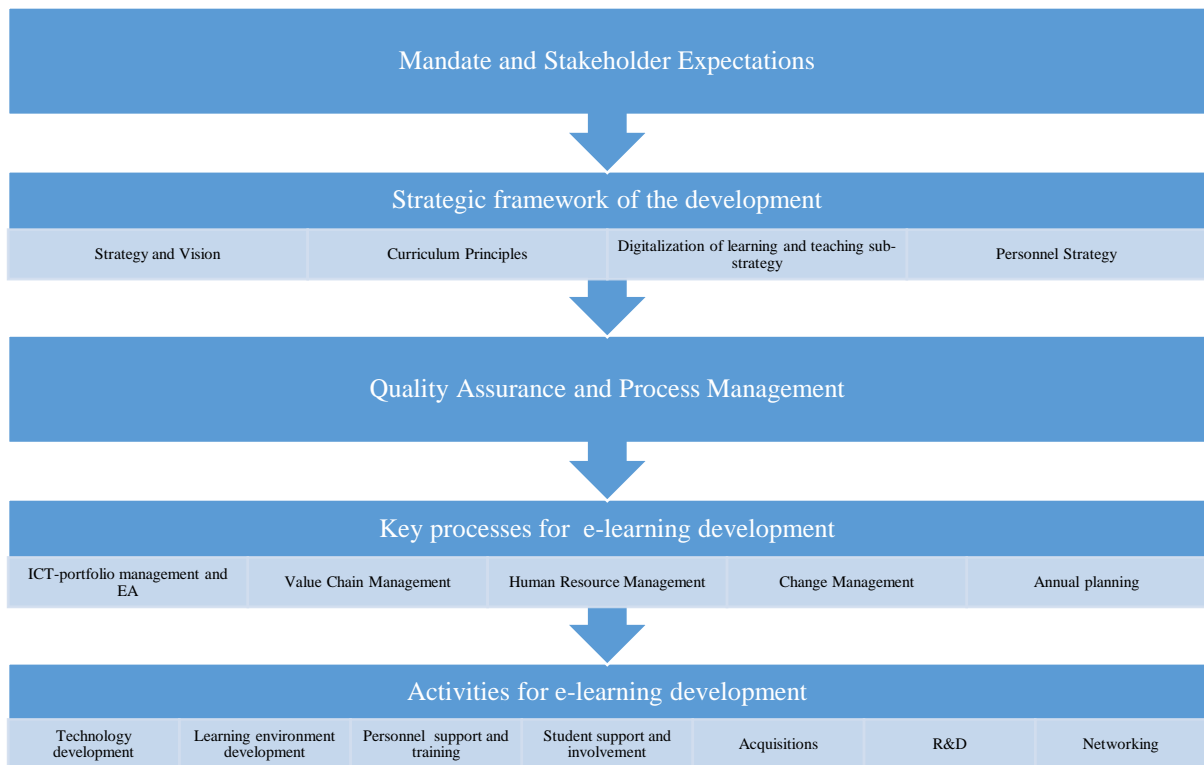 Mandate and Stakeholder Expectations
Strategic framework of the development
Strategy and Vision
Curriculum Principles
Digitalization of learning and teaching sub-
strategy
Personnel Strategy
Quality Assurance and Process Management
Key processes for e-learning development
ICT-portfolio management and
EA
Value Chain Management
Human Resource Management
Change Management
Annual planning
Activities for e-learning development
Technology
development
Learning environment
development
Personnel support and
training
Student support and
involvement
Acquisitions
R&D
Networking